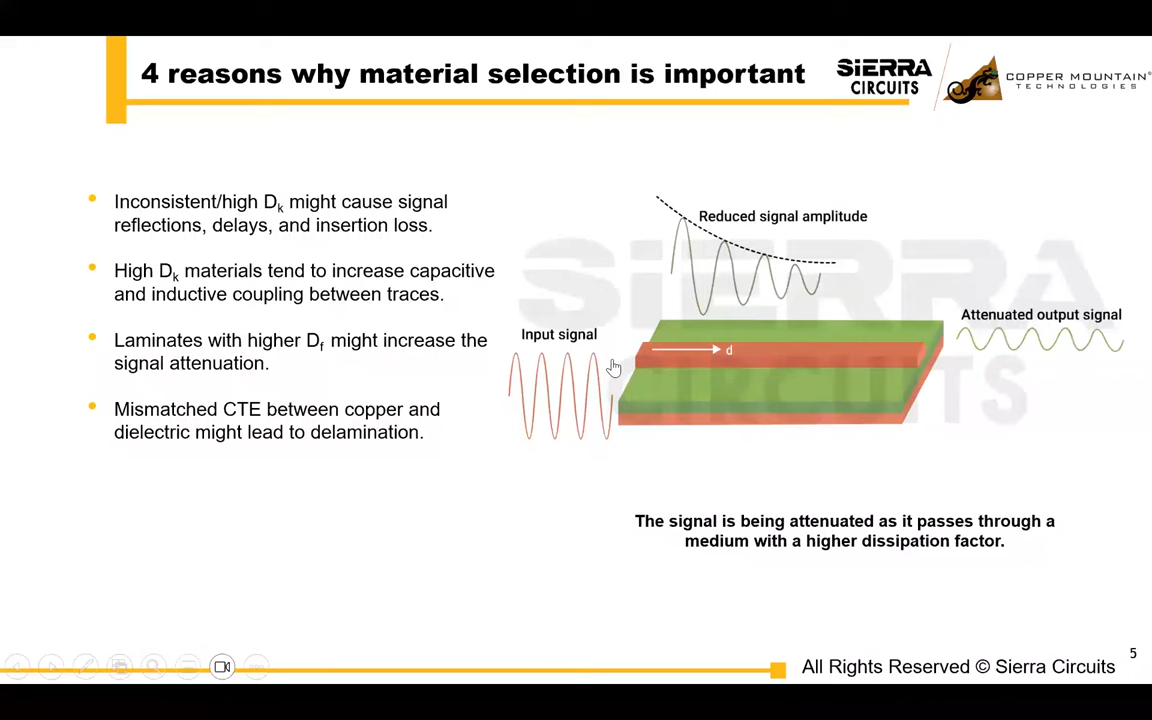 4 reasons why material selection is important
SiERRA
CIRCUITS
COPPER MOUNTAIN®
TECHNOLOGIES
• Inconsistent/high Dk might cause signal
reflections, delays, and insertion loss.
• High Dk materials tend to increase capacitive
and inductive coupling between traces.
• Laminates with higher Df might increase the
signal attenuation.
• Mismatched CTE between copper and
dielectric might lead to delamination.
SiERRA
CIRCUITS
Reduced signal amplitude
Input signal
d
Attenuated output signal
The signal is being attenuated as it passes through a
medium with a higher dissipation factor.
5
All Rights Reserved © Sierra Circuits